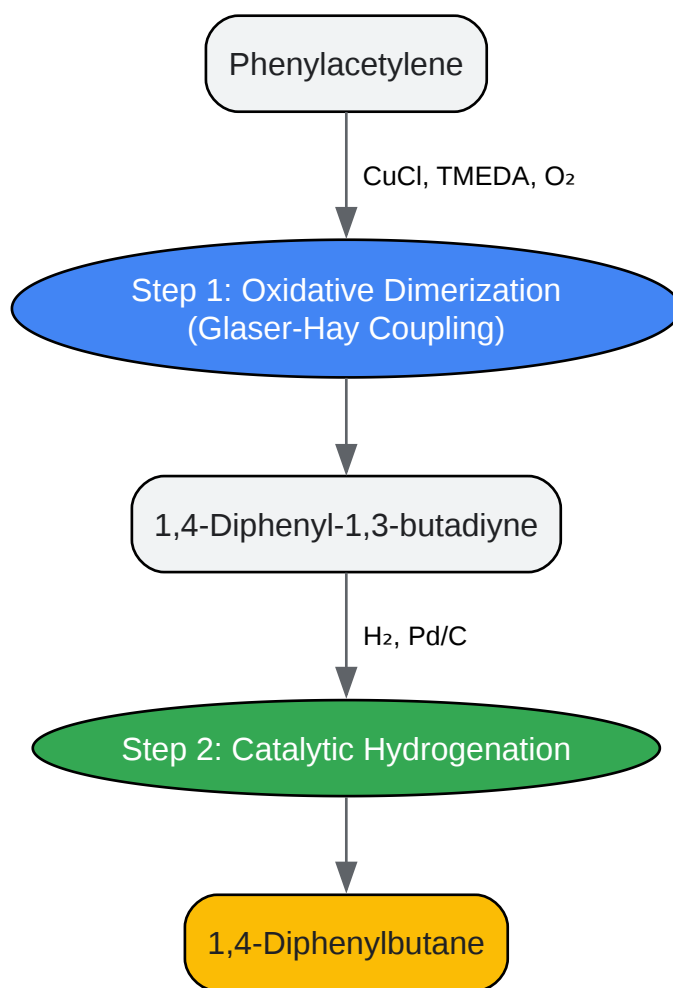 Phenylacetylene
CuCl, TMEDA, O₂
Step 1: Oxidative Dimerization
(Glaser-Hay Coupling)
1,4-Diphenyl-1,3-butadiyne
H₂, Pd/C
Step 2: Catalytic Hydrogenation
1,4-Diphenylbutane